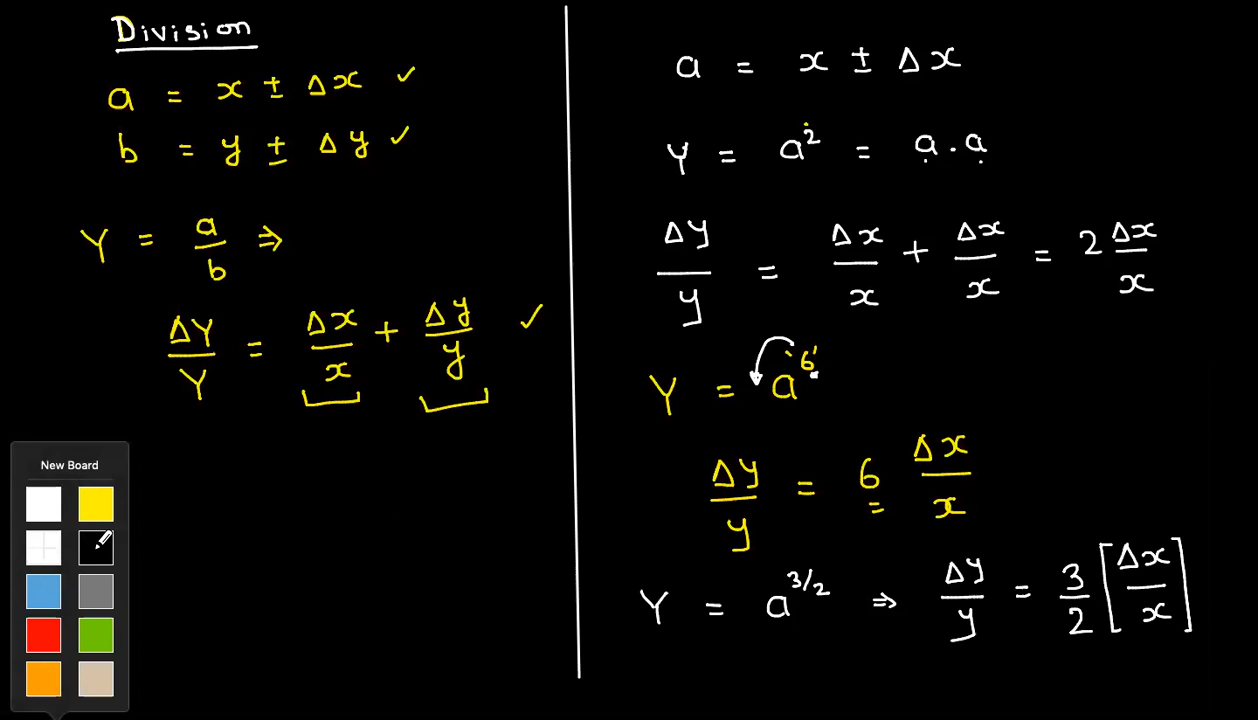 Division
a = x ± Δx ✓
b = y ± Δy ✓
Y = a/b ⇒
ΔY/Y = Δx/x + Δy/y ✓
New Board
a = x ± Δx
Y = a² = a . a
Δy/y = Δx/x + Δx/x = 2 Δx/x
Y = a⁶
Δy/y = 6 Δx/x
Y = a^3/2 ⇒ Δy/y = 3/2 [Δx/x]